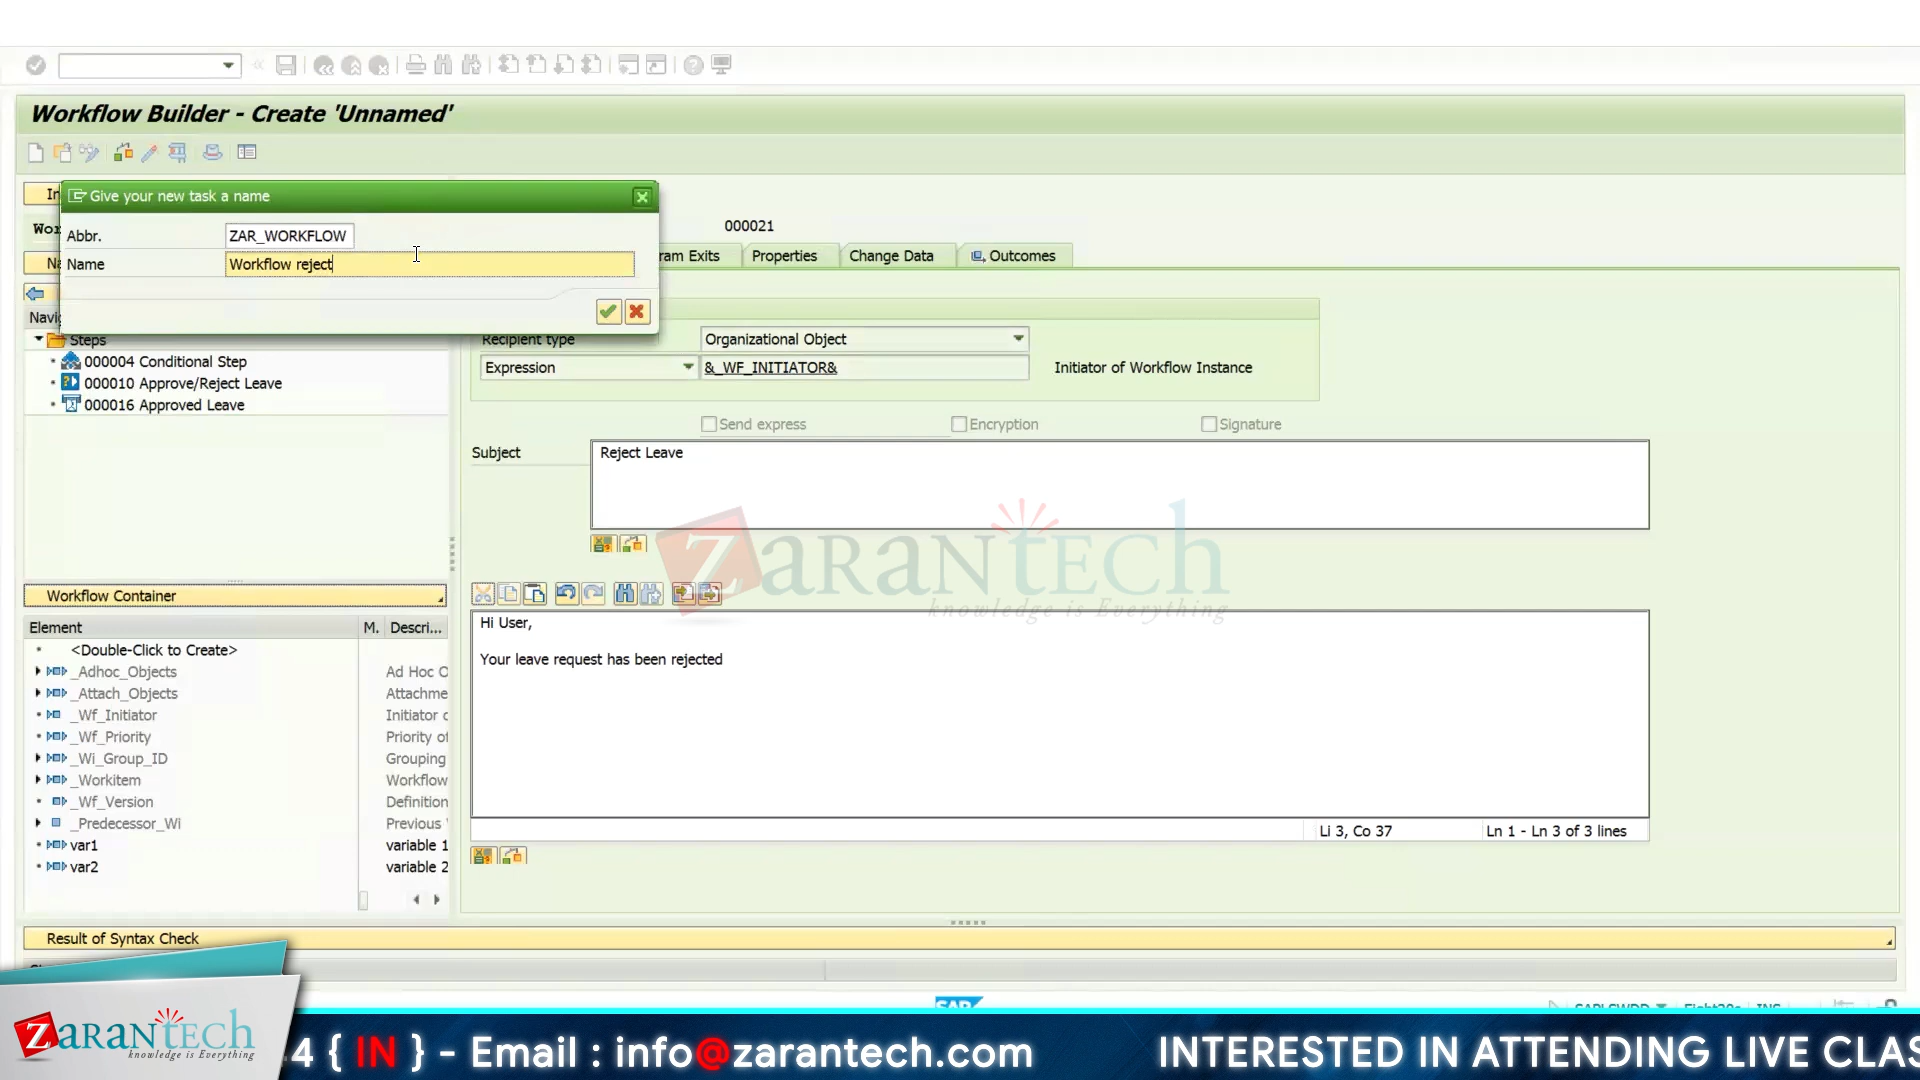 Workflow Builder - Create 'Unnamed'
Give your new task a name
Abbr.
ZAR_WORKFLOW
Name
Workflow reject
000021
Properties
Change Data
Outcomes
Steps
000004 Conditional Step
000010 Approve/Reject Leave
000016 Approved Leave
Recipient type
Organizational Object
Expression
&_WF_INITIATOR&
Initiator of Workflow Instance
Send express
Encryption
Signature
Subject
Reject Leave
ZARANTECH
knowledge is Everything
Hi User,
Your leave request has been rejected
Li 3, Co 37
Ln 1 - Ln 3 of 3 lines
Workflow Container
Element M. Descri...
<Double-Click to Create>
_Adhoc_Objects Ad Hoc O
_Attach_Objects Attachme
_Wf_Initiator Initiator
_Wf_Priority Priority of
_Wi_Group_ID Grouping
_Workitem Workflow
_Wf_Version Definition
_Predecessor_Wi Previous
var1 variable 1
var2 variable 2
Result of Syntax Check
SAP
ZARANTECH
knowledge is Everything
4 { IN } - Email : info@zarantech.com
INTERESTED IN ATTENDING LIVE CLAS